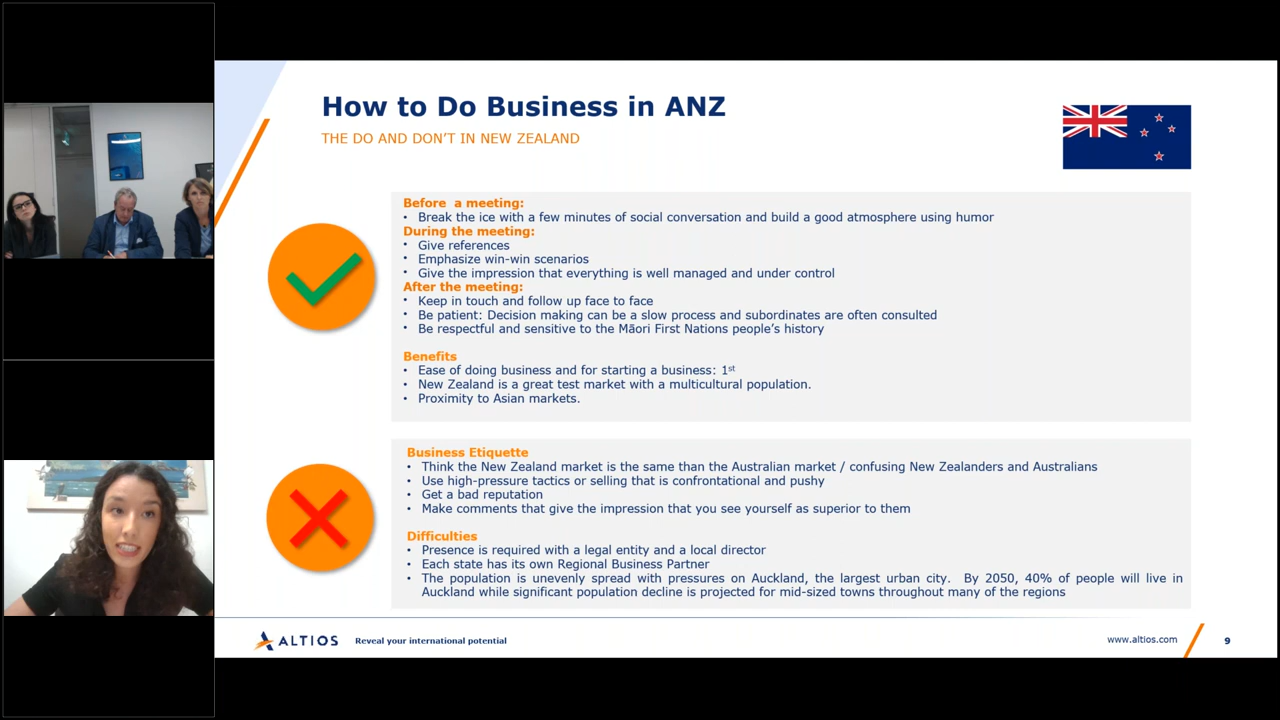 How to Do Business in ANZ
THE DO AND DON'T IN NEW ZEALAND
Before a meeting:
• Break the ice with a few minutes of social conversation and build a good atmosphere using humor
During the meeting:
• Give references
• Emphasize win-win scenarios
• Give the impression that everything is well managed and under control
After the meeting:
• Keep in touch and follow up face to face
• Be patient: Decision making can be a slow process and subordinates are often consulted
• Be respectful and sensitive to the Māori First Nations people's history
Benefits
• Ease of doing business and for starting a business: 1st
• New Zealand is a great test market with a multicultural population.
• Proximity to Asian markets.
Business Etiquette
• Think the New Zealand market is the same than the Australian market / confusing New Zealanders and Australians
• Use high-pressure tactics or selling that is confrontational and pushy
• Get a bad reputation
• Make comments that give the impression that you see yourself as superior to them
Difficulties
• Presence is required with a legal entity and a local director
• Each state has its own Regional Business Partner
• The population is unevenly spread with pressures on Auckland, the largest urban city. By 2050, 40% of people will live in
Auckland while significant population decline is projected for mid-sized towns throughout many of the regions
ALTIOS Reveal your international potential www.altios.com 9